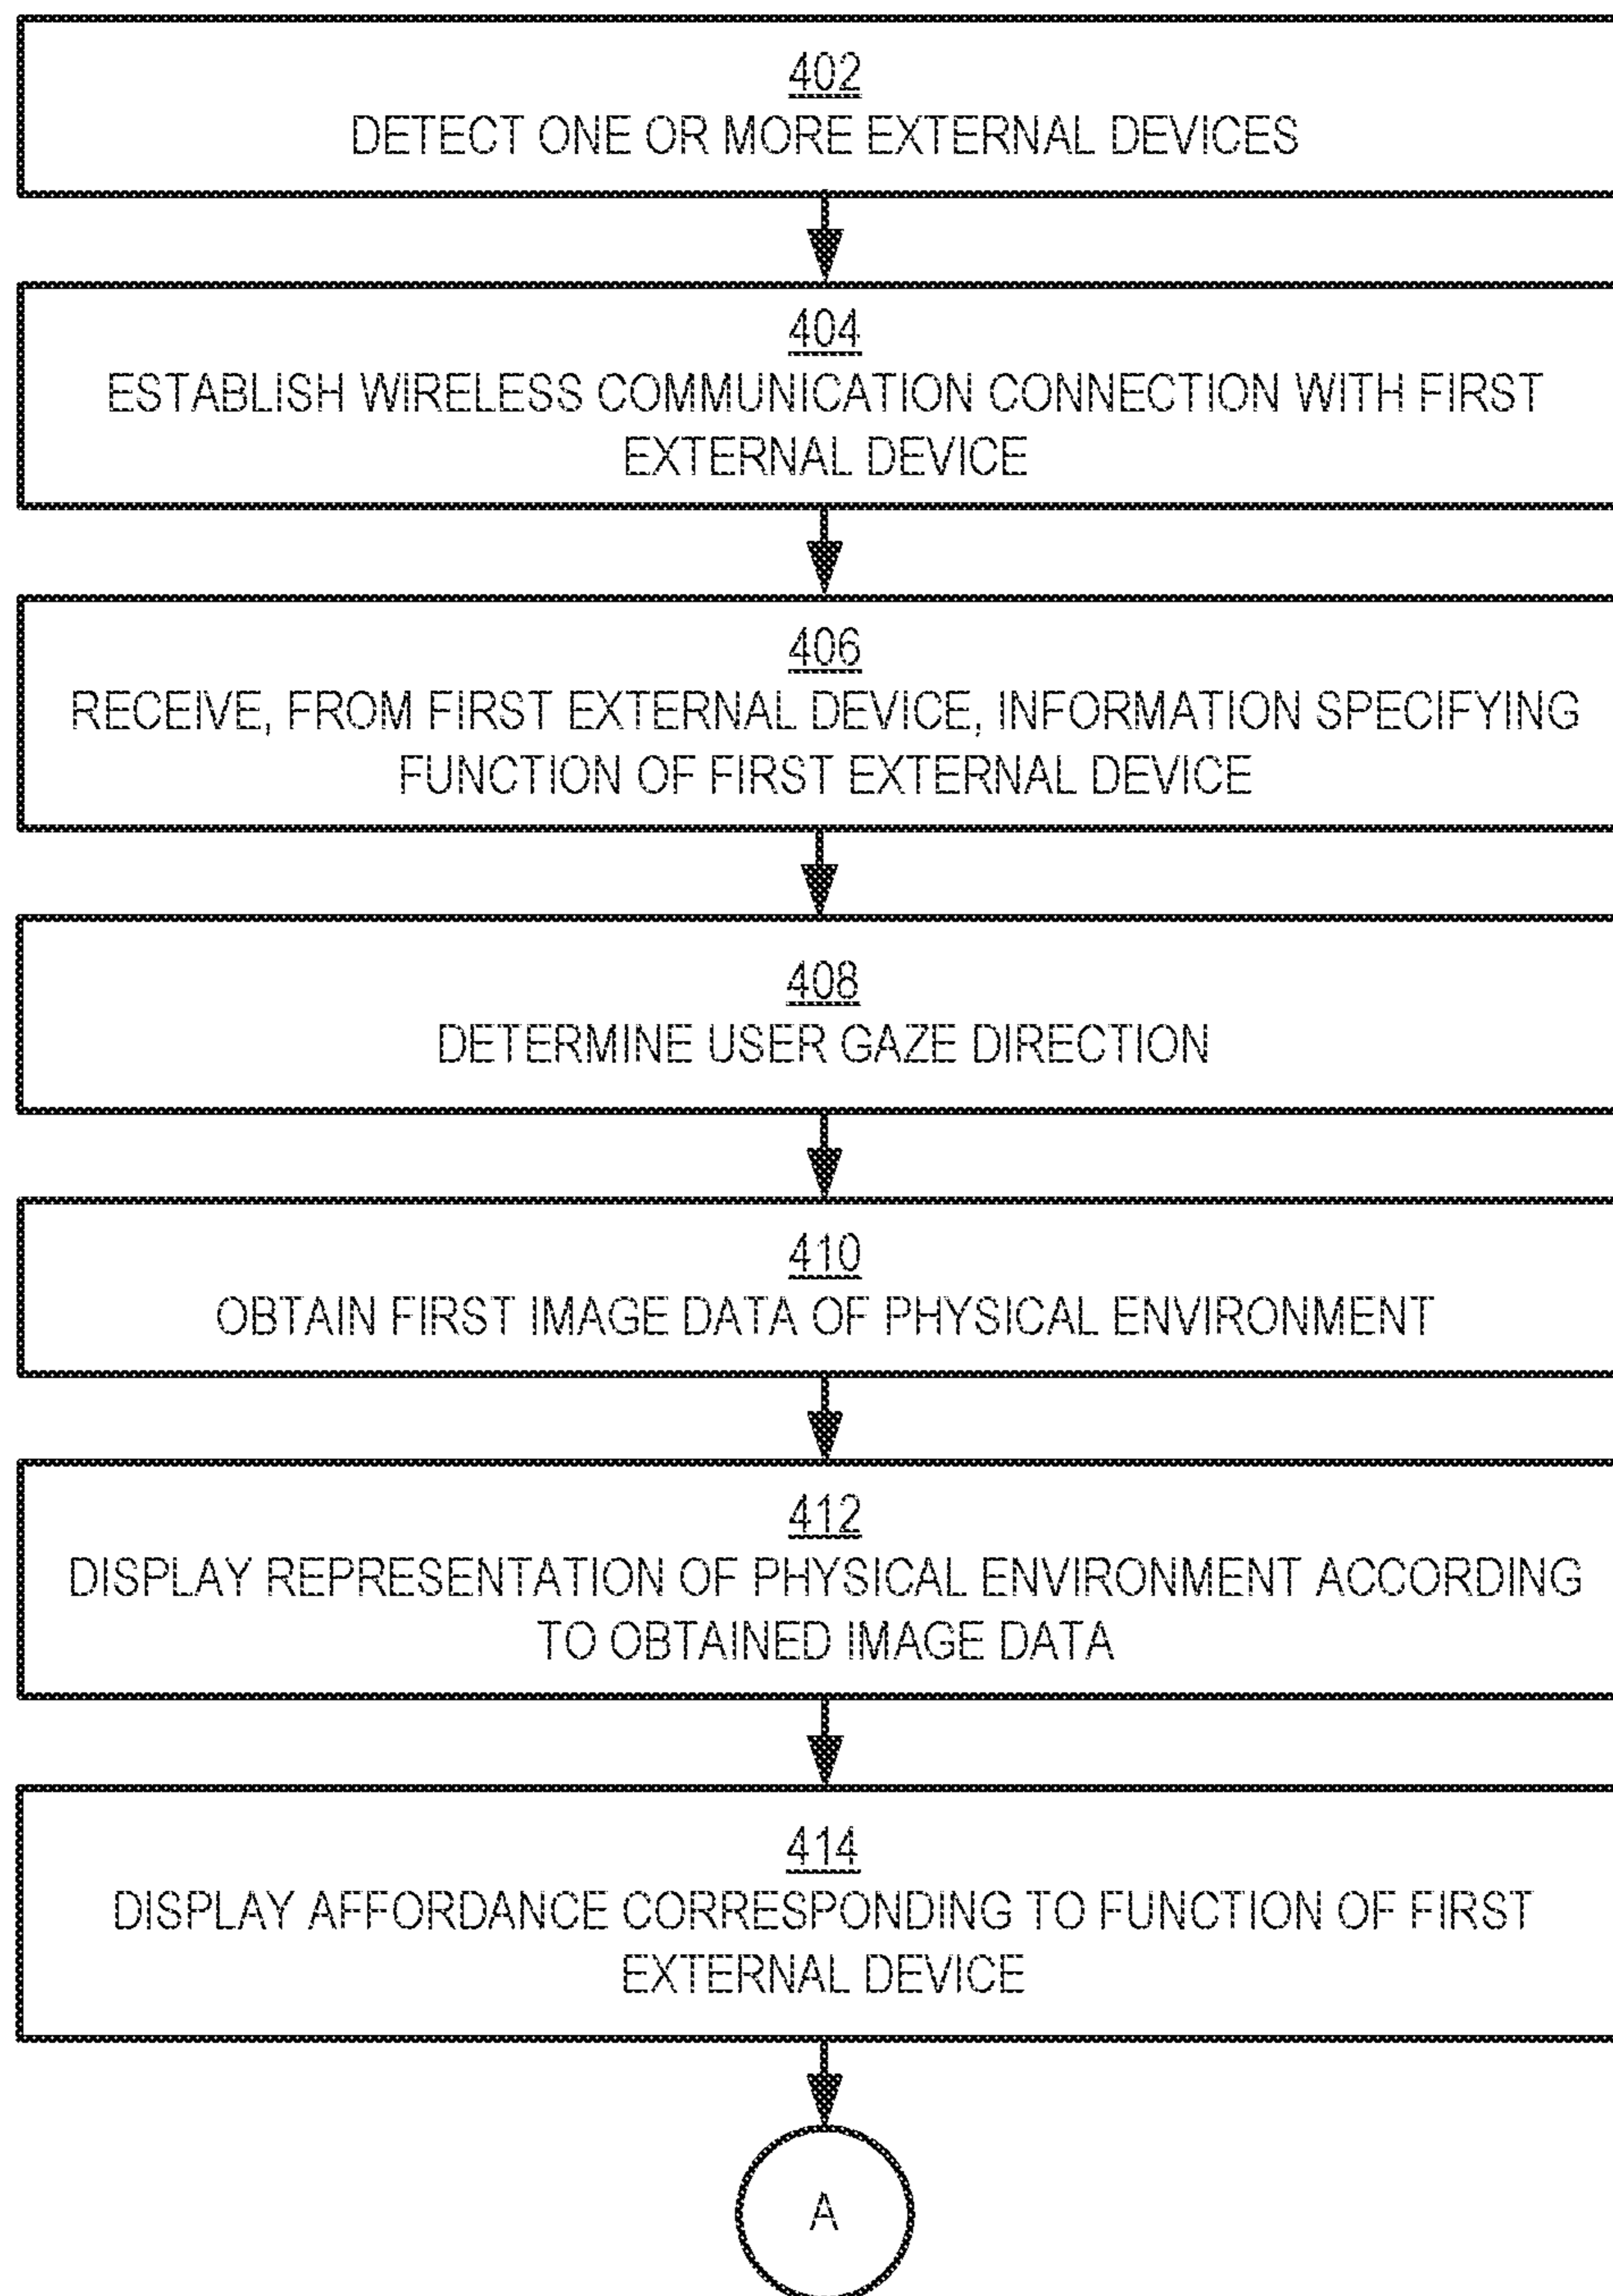 402
DETECT ONE OR MORE EXTERNAL DEVICES
404
ESTABLISH WIRELESS COMMUNICATION CONNECTION WITH FIRST
EXTERNAL DEVICE
406
RECEIVE, FROM FIRST EXTERNAL DEVICE, INFORMATION SPECIFYING
FUNCTION OF FIRST EXTERNAL DEVICE
408
DETERMINE USER GAZE DIRECTION
410
OBTAIN FIRST IMAGE DATA OF PHYSICAL ENVIRONMENT
412
DISPLAY REPRESENTATION OF PHYSICAL ENVIRONMENT ACCORDING
TO OBTAINED IMAGE DATA
414
DISPLAY AFFORDANCE CORRESPONDING TO FUNCTION OF FIRST
EXTERNAL DEVICE
A